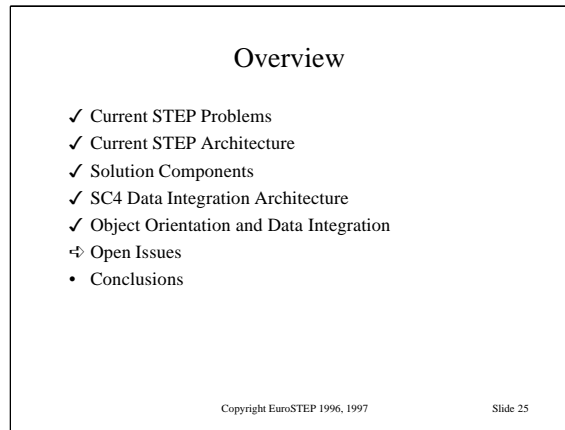 Overview
✓ Current STEP Problems
✓ Current STEP Architecture
✓ Solution Components
✓ SC4 Data Integration Architecture
✓ Object Orientation and Data Integration
➪ Open Issues
• Conclusions
Copyright EuroSTEP 1996, 1997 Slide 25